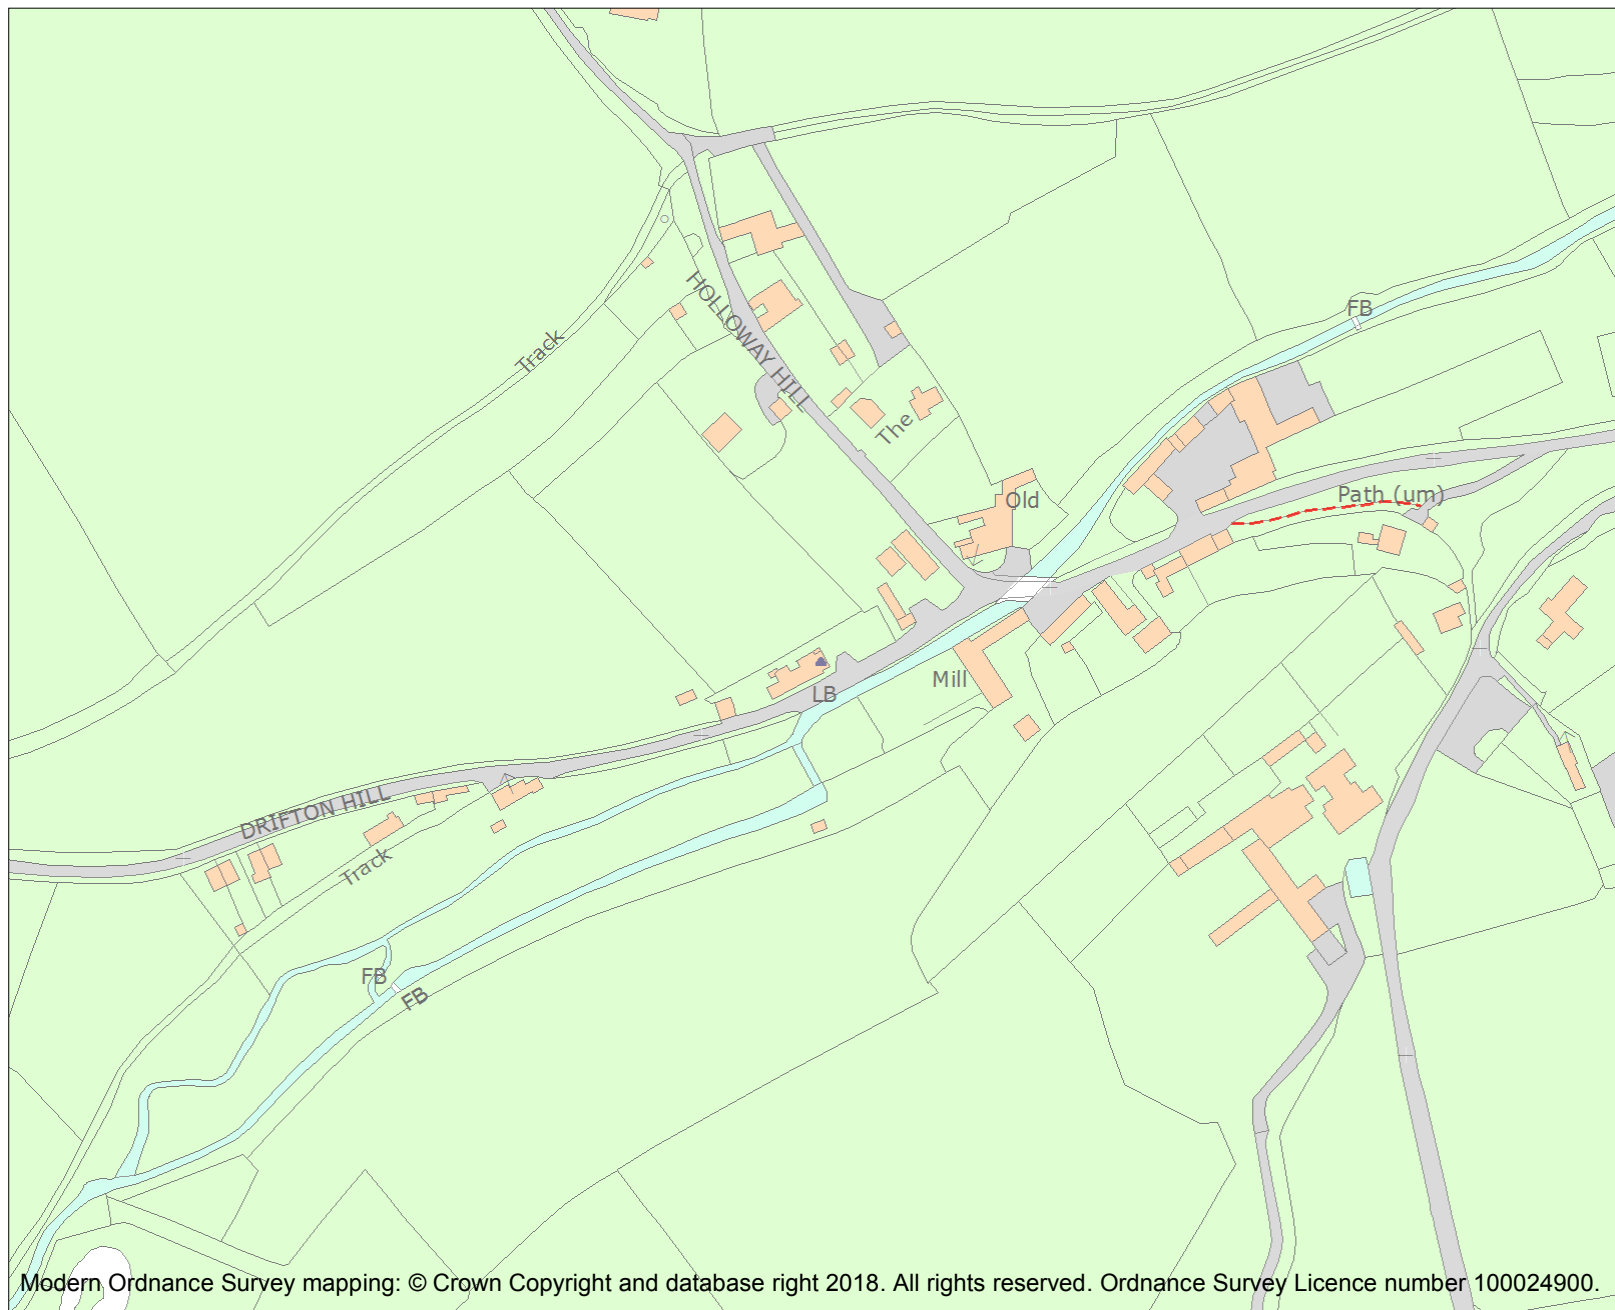 FB
Track
HOLLOWAY HILL
The
Old
Path (um)
Mill
LB
DRIFTON HILL
Track
FB
FB
Modern Ordnance Survey mapping: © Crown Copyright and database right 2018. All rights reserved. Ordnance Survey Licence number 100024900.